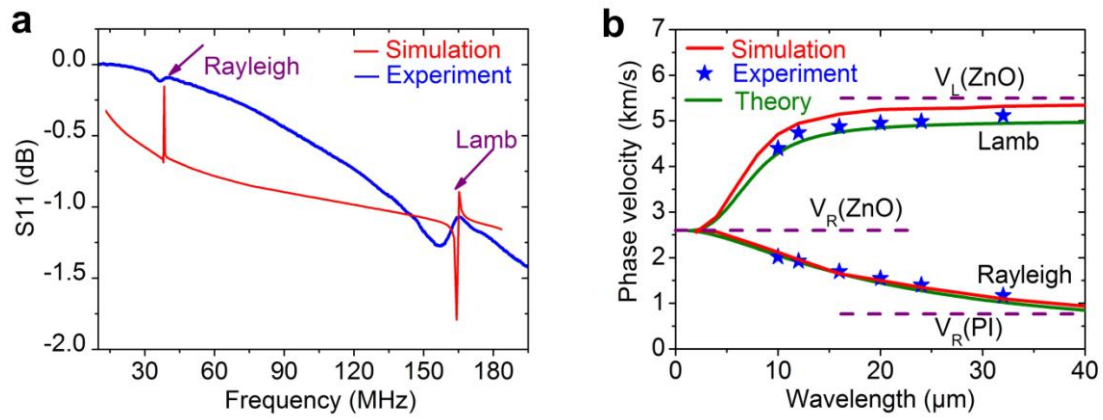 a
Rayleigh
Simulation
Experiment
Lamb
S11 (dB)
0.0
-0.5
-1.0
-1.5
-2.0
30
60
90
120
150
180
Frequency (MHz)
b
Simulation
Experiment
Theory
V_L(ZnO)
Lamb
V_R(ZnO)
Rayleigh
V_R(PI)
Phase velocity (km/s)
7
6
5
4
3
2
1
0
0
10
20
30
40
Wavelength (μm)